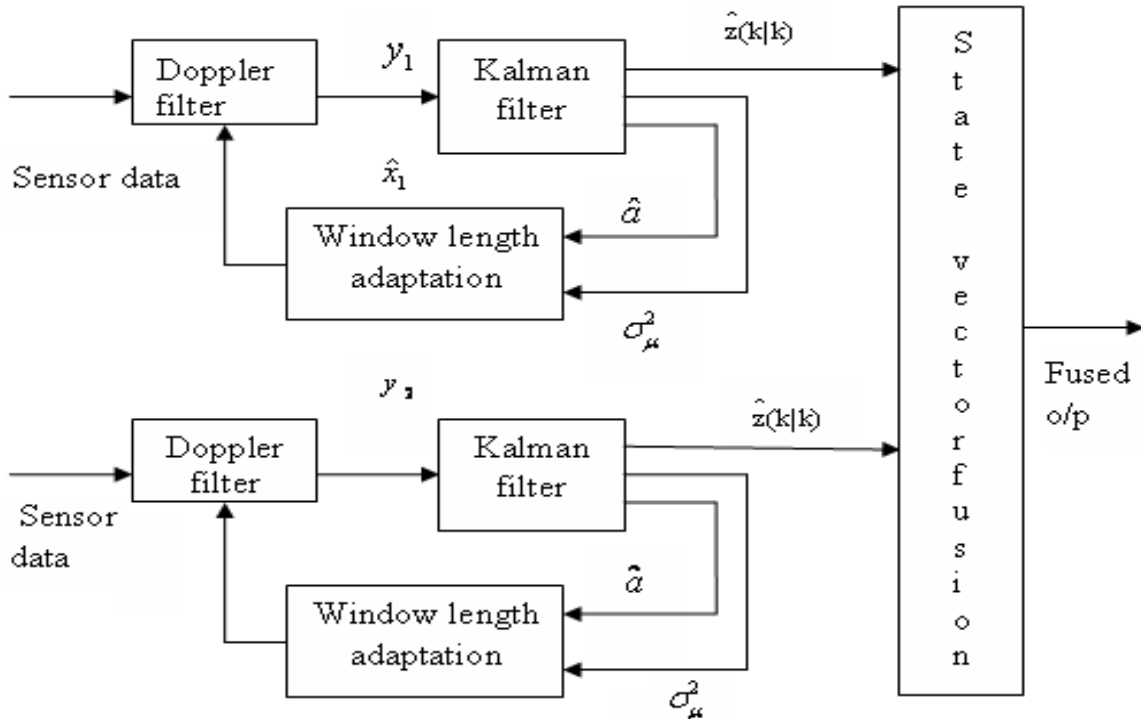 ẑ(k|k)
y₁
Doppler
filter
Kalman
filter
Sensor data
x̂₁
â
Window length
adaptation
σ²μ
State vector fusion
Fused
o/p
y₂
ẑ(k|k)
Doppler
filter
Kalman
filter
Sensor
data
â
Window length
adaptation
σ²μ